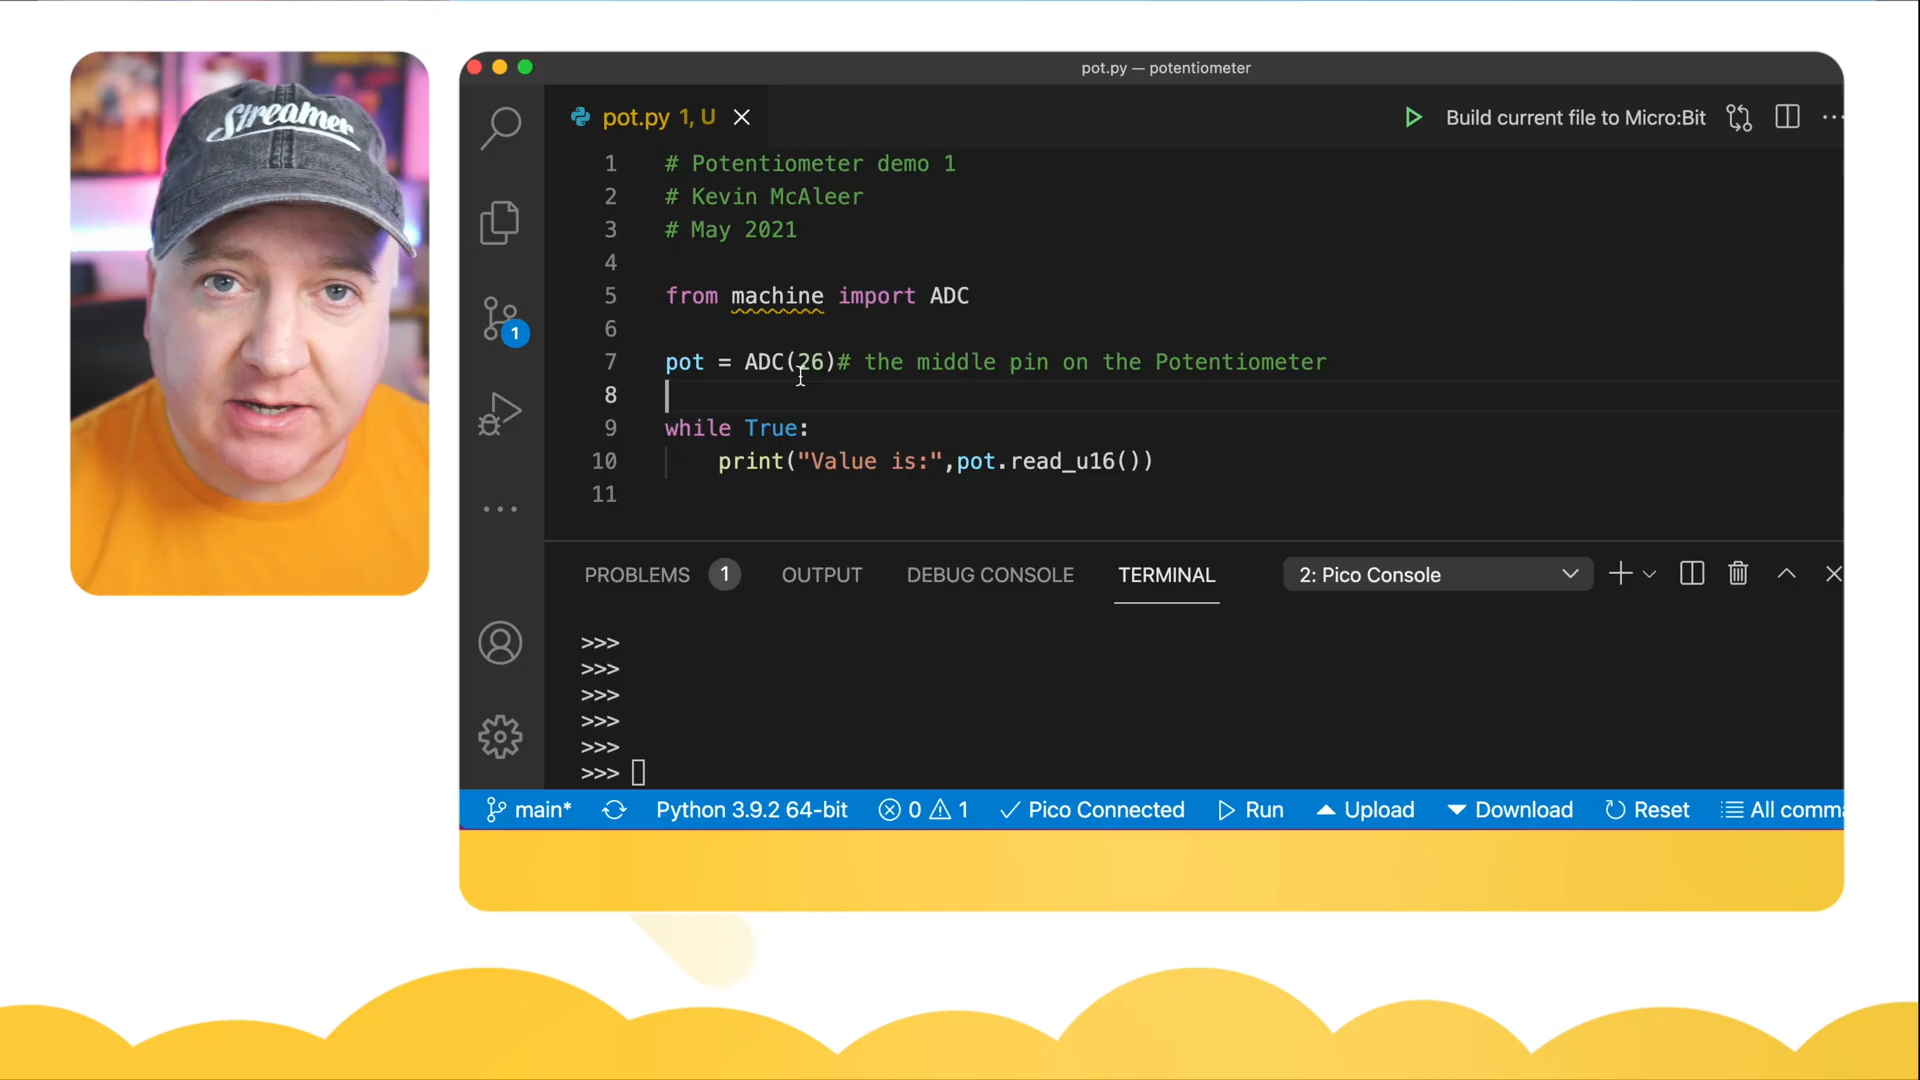 Streamer
pot.py — potentiometer
pot.py 1, U
Build current file to Micro:Bit
1 # Potentiometer demo 1
2 # Kevin McAleer
3 # May 2021
4
5 from machine import ADC
6
7 pot = ADC(26)# the middle pin on the Potentiometer
8
9 while True:
10 print("Value is:",pot.read_u16())
11
1
PROBLEMS 1 OUTPUT DEBUG CONSOLE TERMINAL 2: Pico Console
>>>
>>>
>>>
>>>
>>>
>>>
main* Python 3.9.2 64-bit 0 1 Pico Connected Run Upload Download Reset All comma